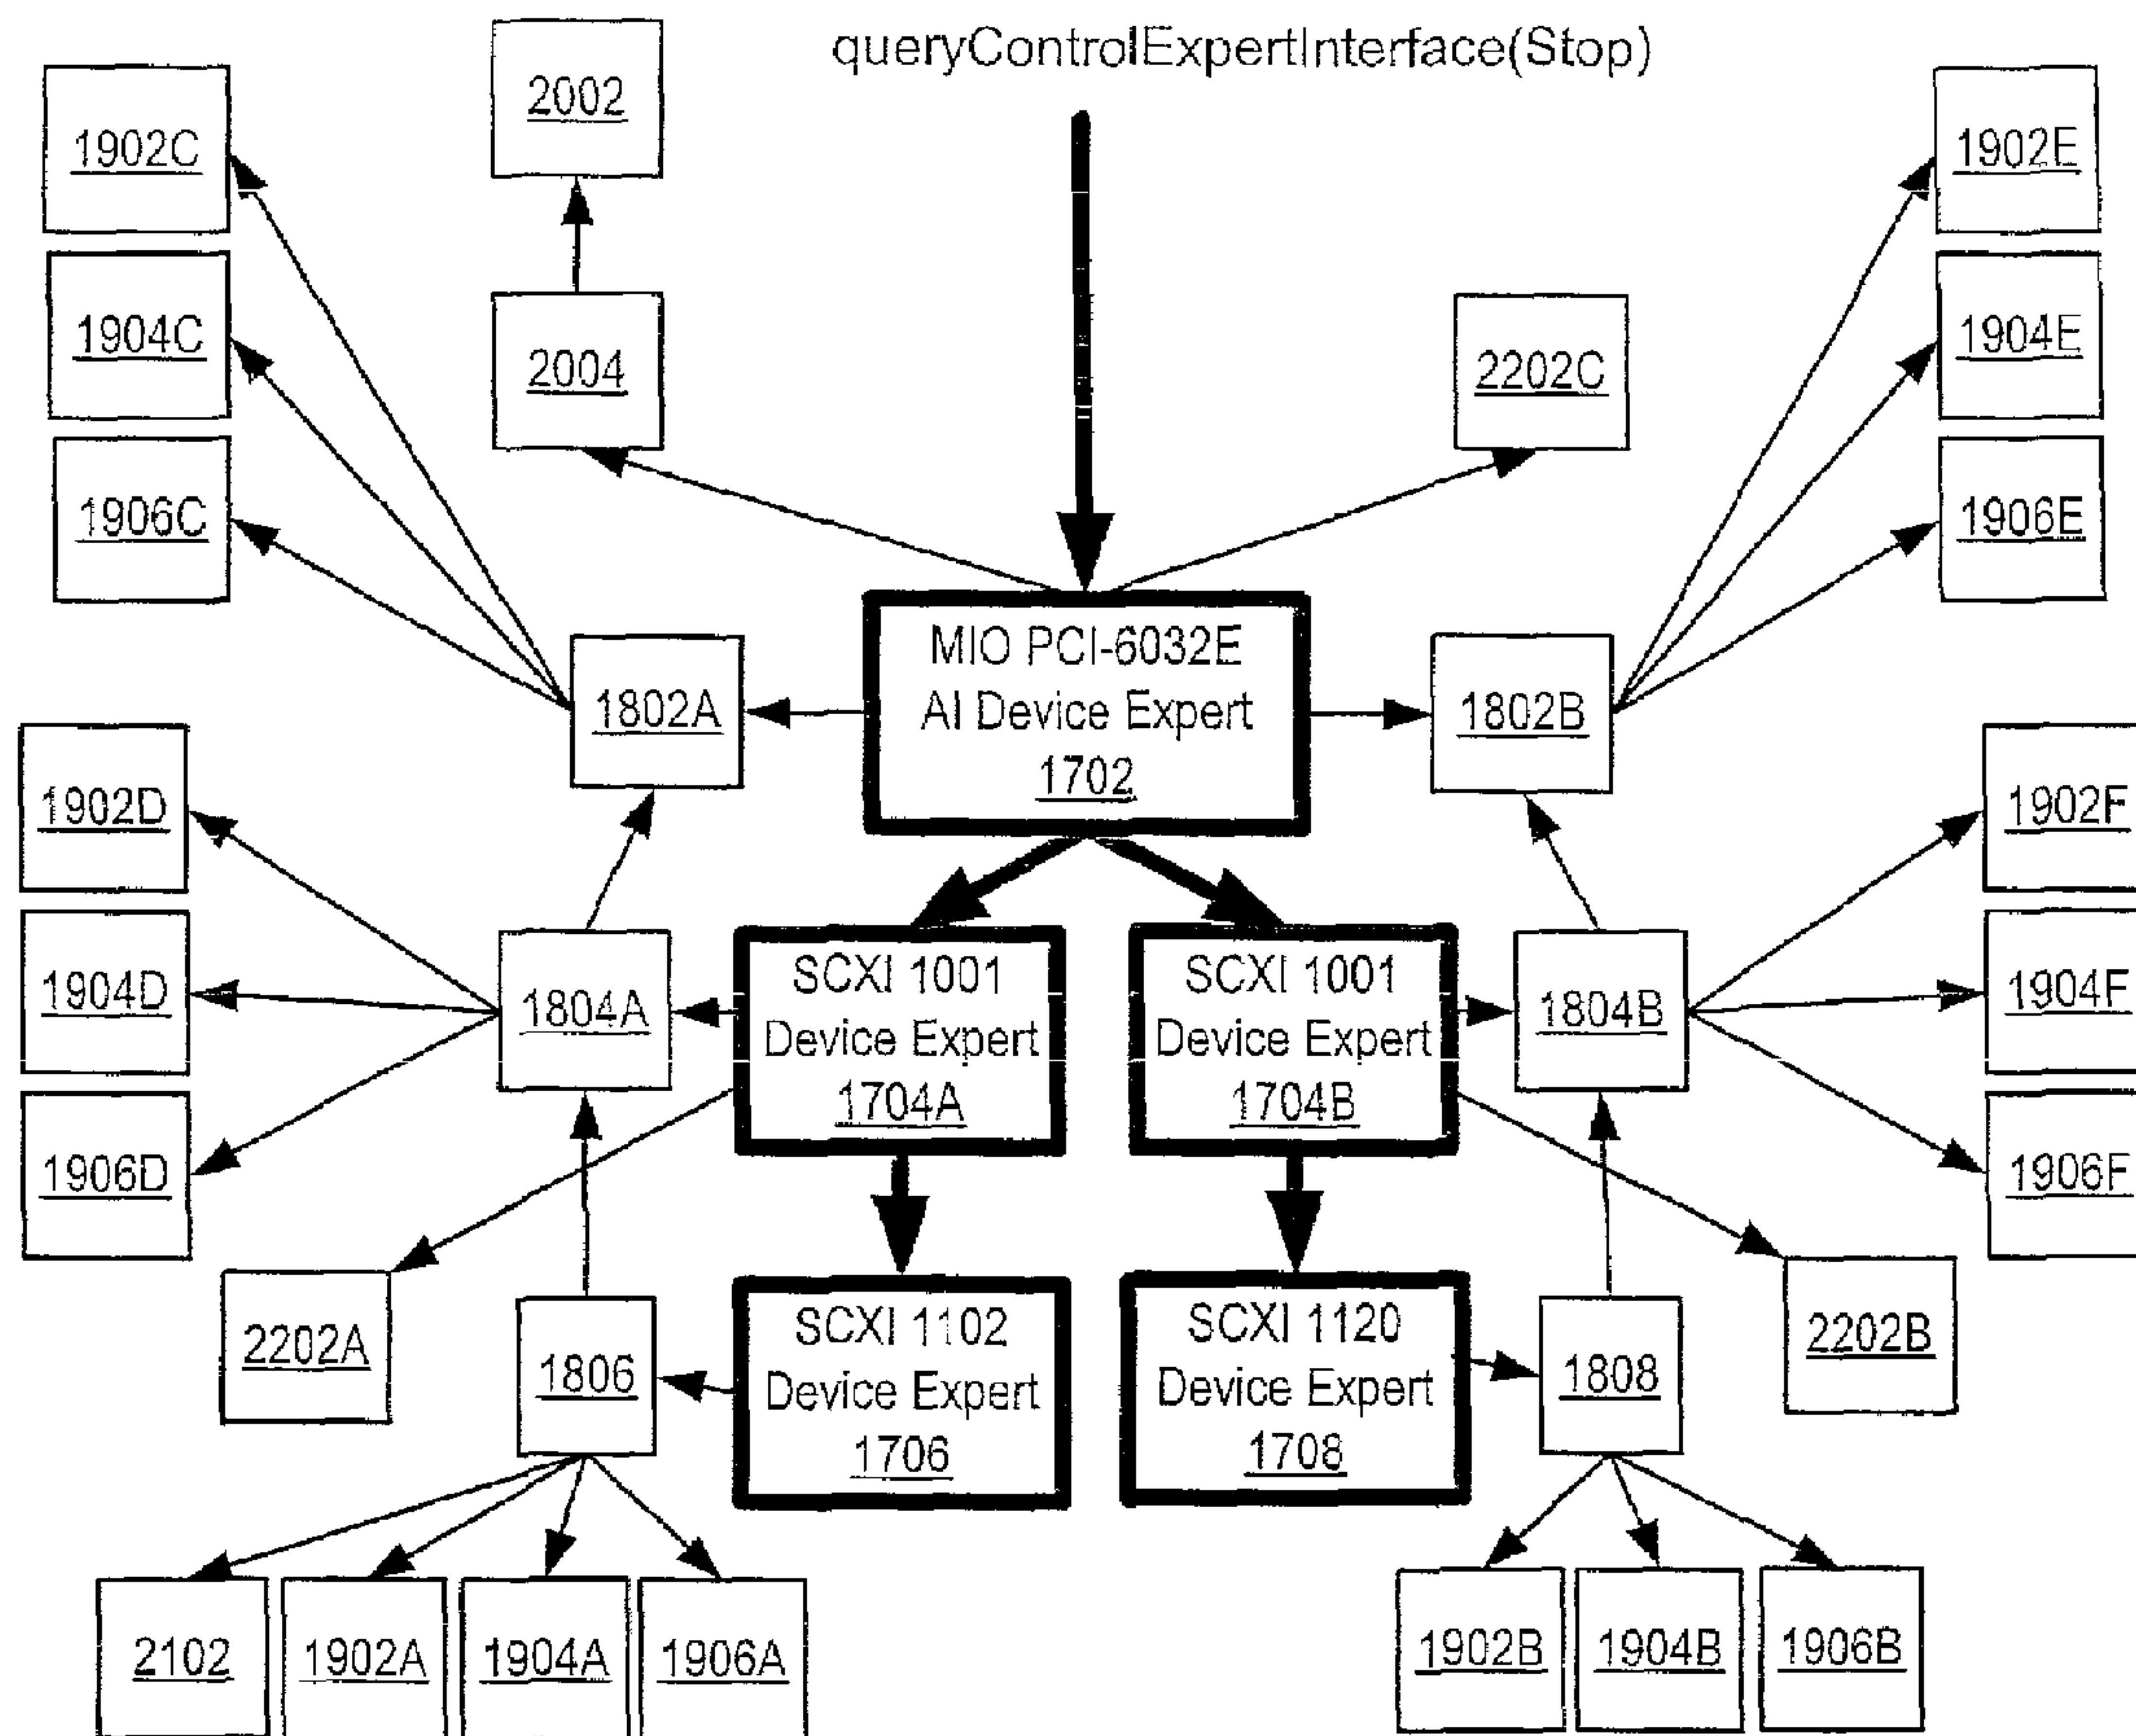 queryControlExpertInterface(Stop)
2002
1902C
1902E
1904C
1904E
2004
2202C
1906C
1906E
MIO PCI-6032E
AI Device Expert
1702
1802A
1802B
1902D
1902F
SCXI 1001
Device Expert
1704A
SCXI 1001
Device Expert
1704B
1904D
1804A
1804B
1904F
1906D
1906F
2202A
1806
SCXI 1102
Device Expert
1706
SCXI 1120
Device Expert
1708
1808
2202B
2102
1902A
1904A
1906A
1902B
1904B
1906B